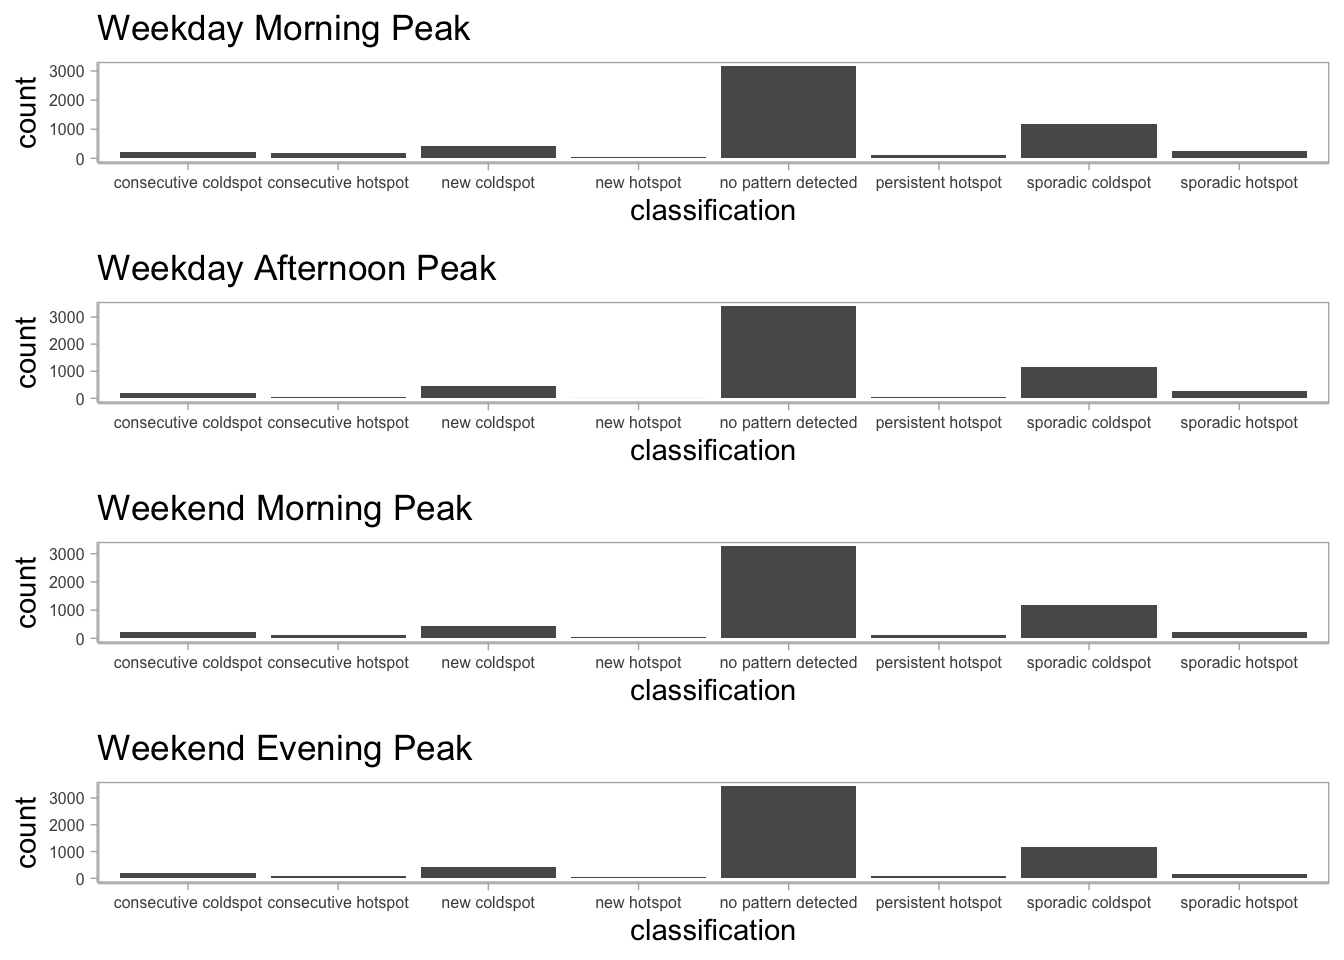 Weekday Morning Peak
count
3000
2000
1000
0
consecutive coldspot consecutive hotspot new coldspot new hotspot no pattern detected persistent hotspot sporadic coldspot sporadic hotspot
classification
Weekday Afternoon Peak
count
3000
2000
1000
0
consecutive coldspot consecutive hotspot new coldspot new hotspot no pattern detected persistent hotspot sporadic coldspot sporadic hotspot
classification
Weekend Morning Peak
count
3000
2000
1000
0
consecutive coldspot consecutive hotspot new coldspot new hotspot no pattern detected persistent hotspot sporadic coldspot sporadic hotspot
classification
Weekend Evening Peak
count
3000
2000
1000
0
consecutive coldspot consecutive hotspot new coldspot new hotspot no pattern detected persistent hotspot sporadic coldspot sporadic hotspot
classification